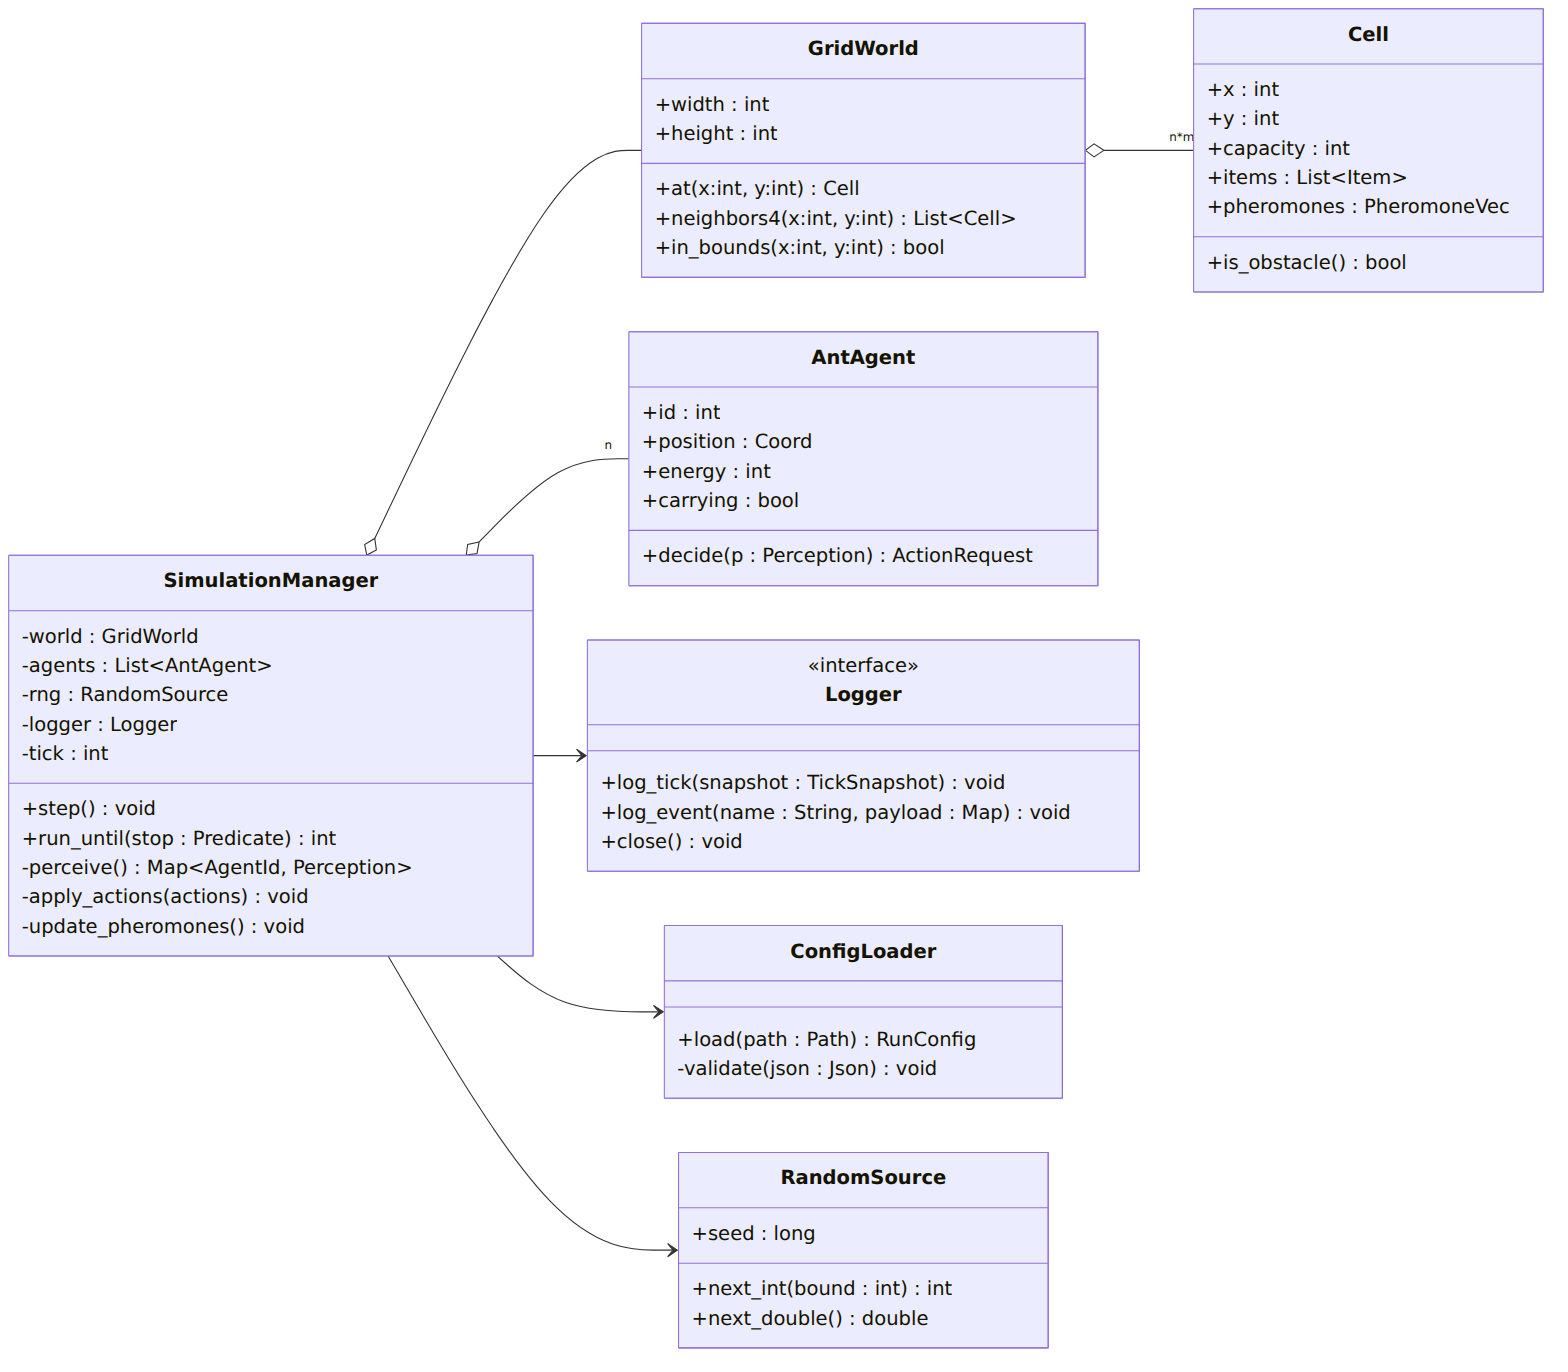 GridWorld
+width : int
+height : int
+at(x:int, y:int) : Cell
+neighbors4(x:int, y:int) : List<Cell>
+in_bounds(x:int, y:int) : bool
n*m
Cell
+x : int
+y : int
+capacity : int
+items : List<Item>
+pheromones : PheromoneVec
+is_obstacle() : bool
n
AntAgent
+id : int
+position : Coord
+energy : int
+carrying : bool
+decide(p : Perception) : ActionRequest
SimulationManager
-world : GridWorld
-agents : List<AntAgent>
-rng : RandomSource
-logger : Logger
-tick : int
+step() : void
+run_until(stop : Predicate) : int
-perceive() : Map<AgentId, Perception>
-apply_actions(actions) : void
-update_pheromones() : void
«interface»
Logger
+log_tick(snapshot : TickSnapshot) : void
+log_event(name : String, payload : Map) : void
+close() : void
ConfigLoader
+load(path : Path) : RunConfig
-validate(json : Json) : void
RandomSource
+seed : long
+next_int(bound : int) : int
+next_double() : double